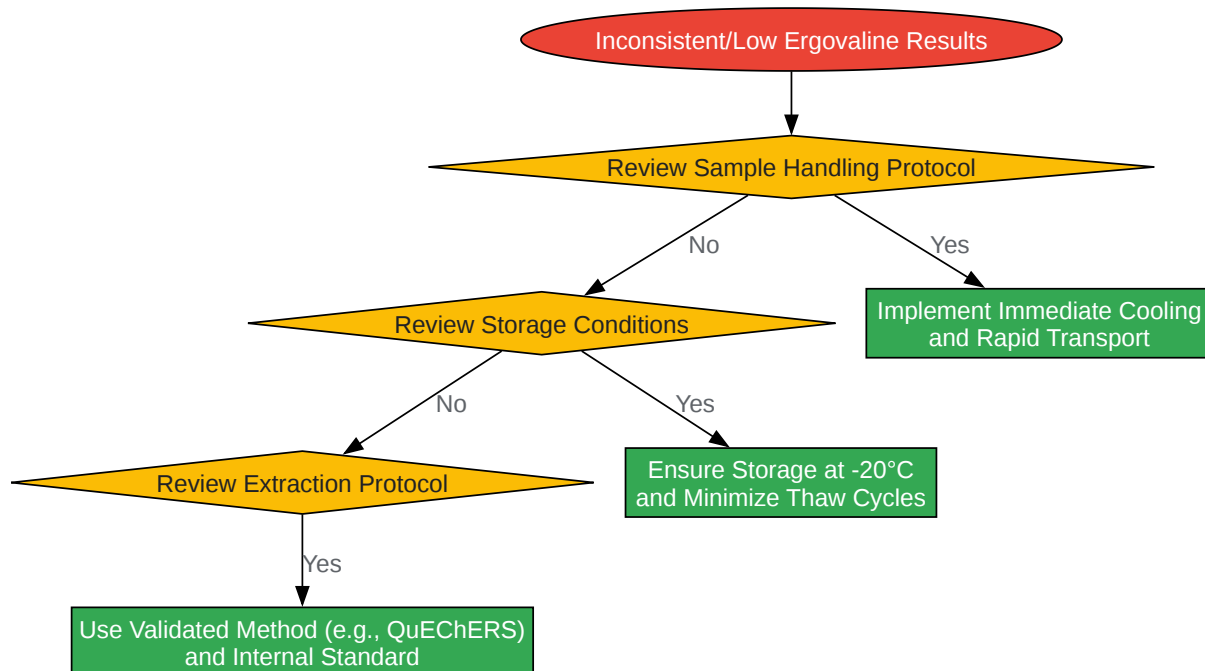 Inconsistent/Low Ergovaline Results
Review Sample Handling Protocol
No
Yes
Review Storage Conditions
Implement Immediate Cooling
and Rapid Transport
No
Yes
Review Extraction Protocol
Ensure Storage at -20°C
and Minimize Thaw Cycles
Yes
Use Validated Method (e.g., QuEChERS)
and Internal Standard